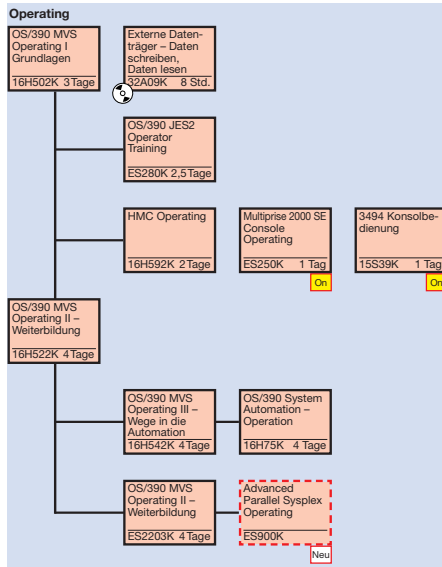 Operating
OS/390 MVS
Operating I
Grundlagen
16H502K 3 Tage
Externe Daten-
träger – Daten
schreiben,
Daten lesen
32A09K 8 Std.
OS/390 JES2
Operator
Training
ES280K 2,5 Tage
HMC Operating
16H592K 2 Tage
Multiprise 2000 SE
Console
Operating
ES250K 1 Tag
On
3494 Konsolbe-
dienung
15S39K 1 Tag
On
OS/390 MVS
Operating II –
Weiterbildung
16H522K 4 Tage
OS/390 MVS
Operating III –
Wege in die
Automation
16H542K 4 Tage
OS/390 System
Automation –
Operation
16H75K 4 Tage
OS/390 MVS
Operating II –
Weiterbildung
ES2203K 4 Tage
Advanced
Parallel Sysplex
Operating
ES900K
Neu